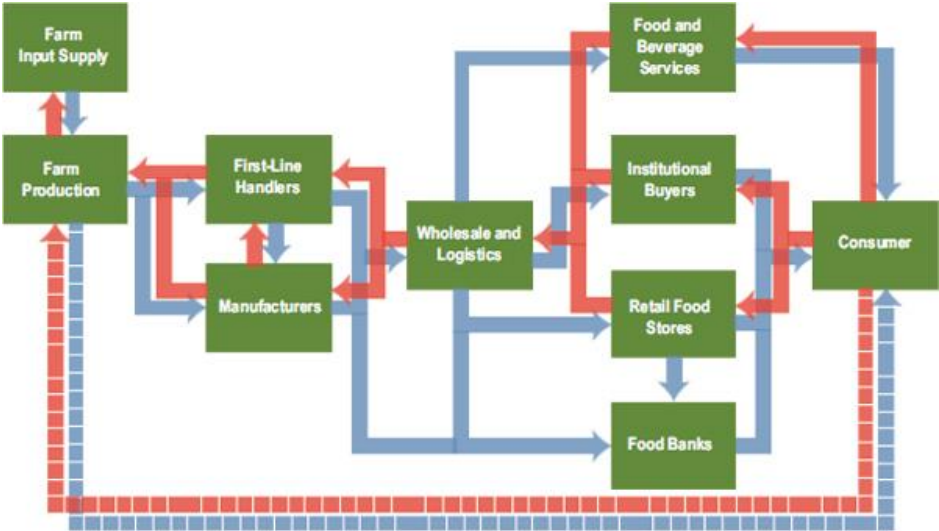 Farm
Input Supply
Food and
Beverage
Services
Farm
Production
First-Line
Handlers
Institutional
Buyers
Wholesale and
Logistics
Consumer
Manufacturers
Retail Food
Stores
Food Banks